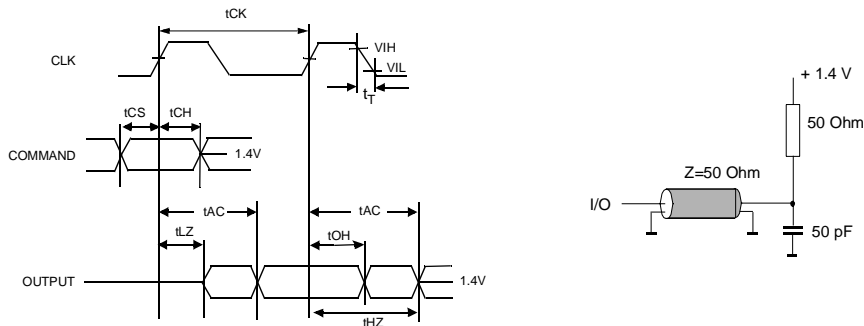 tCK
CLK
VIH
VIL
tT
tCS
tCH
COMMAND
1.4V
tAC
tAC
tLZ
tOH
OUTPUT
1.4V
tHZ
+ 1.4 V
50 Ohm
Z=50 Ohm
I/O
50 pF